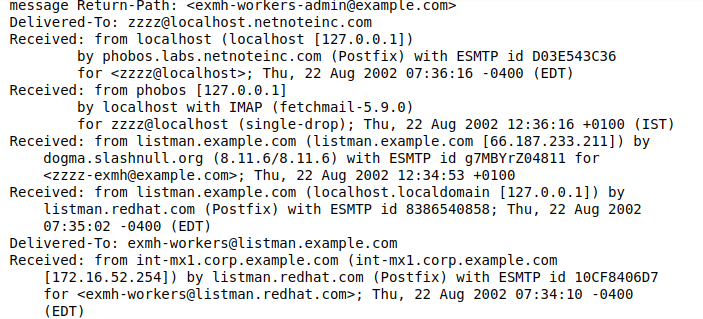 message Return-Path: <exmh-workers-admin@example.com>
Delivered-To: zzzz@localhost.netnoteinc.com
Received: from localhost (localhost [127.0.0.1])
        by phobos.labs.netnoteinc.com (Postfix) with ESMTP id D03E543C36
        for <zzzz@localhost>; Thu, 22 Aug 2002 07:36:16 -0400 (EDT)
Received: from phobos [127.0.0.1]
        by localhost with IMAP (fetchmail-5.9.0)
        for zzzz@localhost (single-drop); Thu, 22 Aug 2002 12:36:16 +0100 (IST)
Received: from listman.example.com (listman.example.com [66.187.233.211]) by
    dogma.slashnull.org (8.11.6/8.11.6) with ESMTP id g7MBYrZ04811 for
    <zzzz-exmh@example.com>; Thu, 22 Aug 2002 12:34:53 +0100
Received: from listman.example.com (localhost.localdomain [127.0.0.1]) by
    listman.redhat.com (Postfix) with ESMTP id 8386540858; Thu, 22 Aug 2002
    07:35:02 -0400 (EDT)
Delivered-To: exmh-workers@listman.example.com
Received: from int-mx1.corp.example.com (int-mx1.corp.example.com
    [172.16.52.254]) by listman.redhat.com (Postfix) with ESMTP id 10CF8406D7
    for <exmh-workers@listman.redhat.com>; Thu, 22 Aug 2002 07:34:10 -0400
    (EDT)